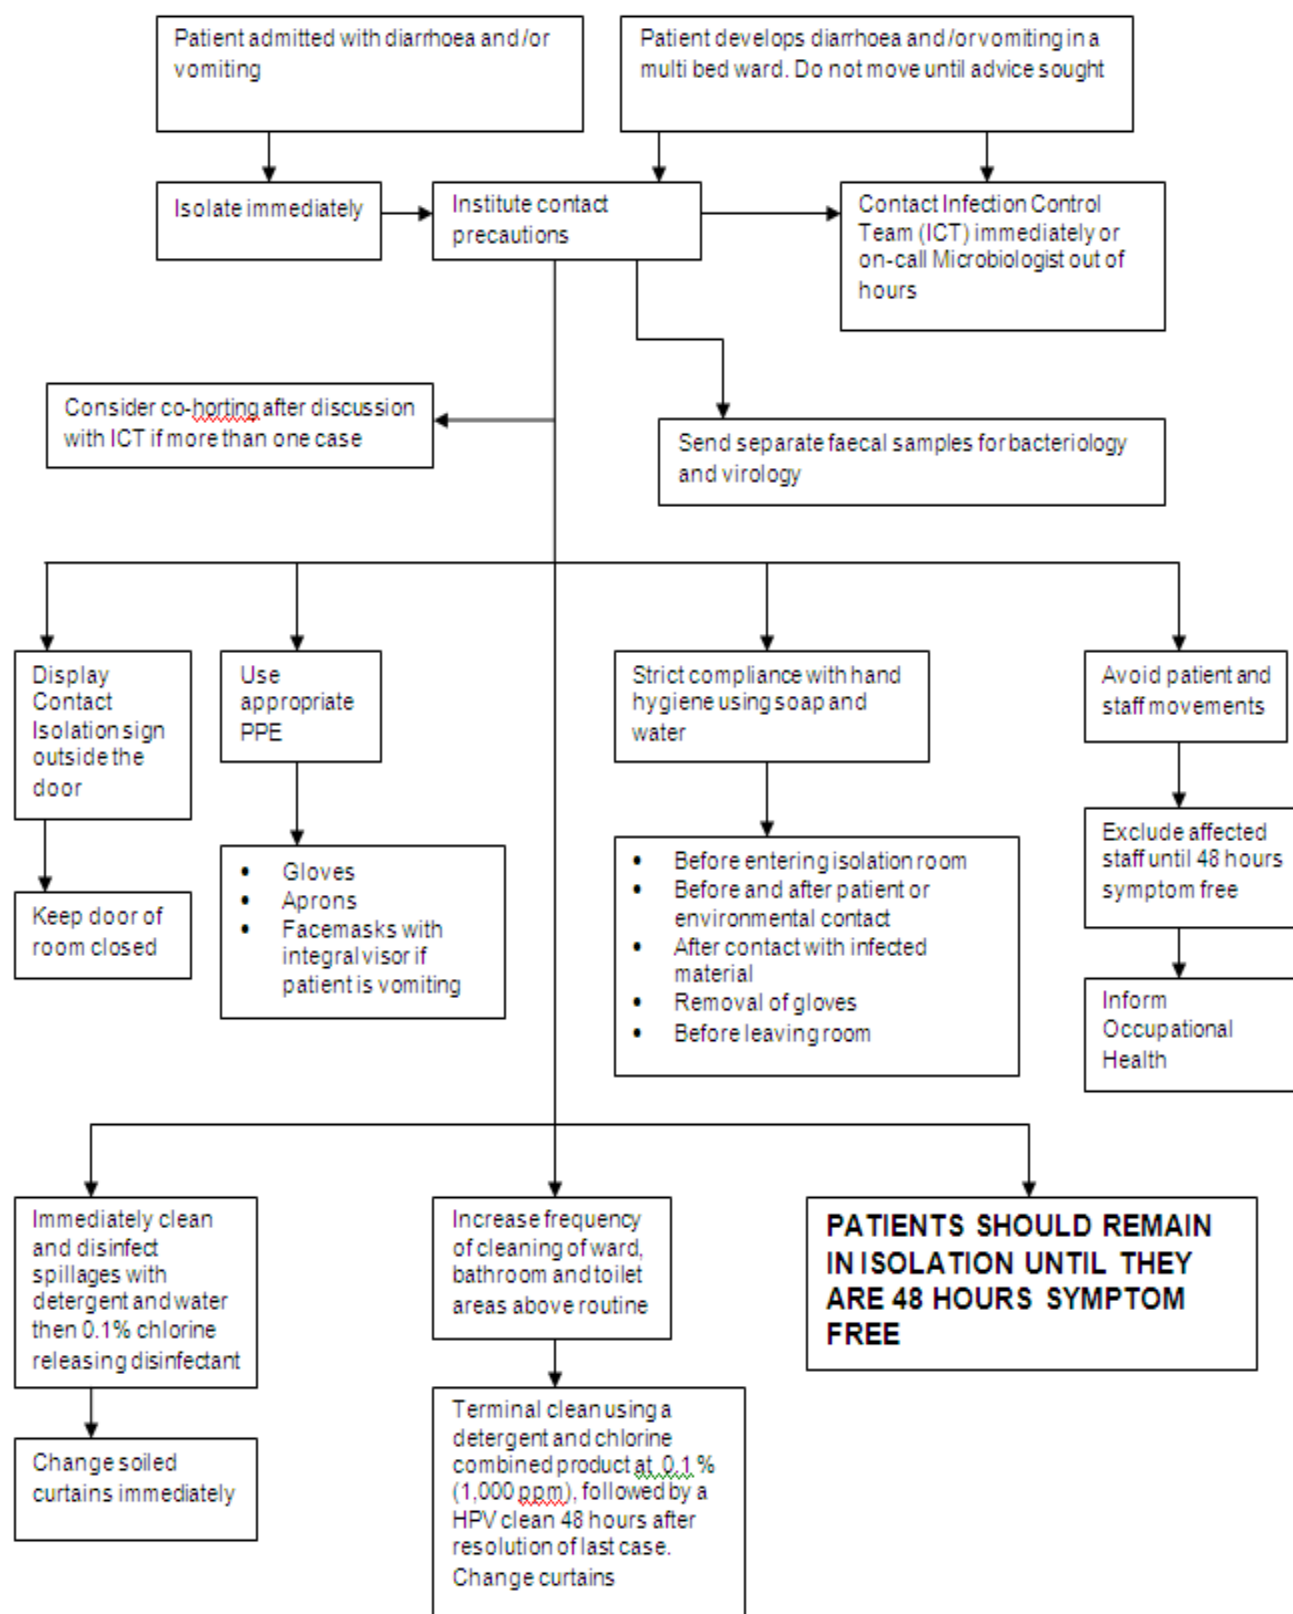 Patient admitted with diarrhoea and /or
vomiting
Patient develops diarrhoea and /or vomiting in a
multi bed ward. Do not move until advice sought
Isolate immediately
Institute contact
precautions
Contact Infection Control
Team (ICT) immediately or
on-call Microbiologist out of
hours
Consider co-horting after discussion
with ICT if more than one case
Send separate faecal samples for bacteriology
and virology
Display
Contact
Isolation sign
outside the
door
Use
appropriate
PPE
Strict compliance with hand
hygiene using soap and
water
Avoid patient and
staff movements
Keep door of
room closed
• Gloves
• Aprons
• Facemasks with
integral visor if
patient is vomiting
• Before entering isolation room
• Before and after patient or
environmental contact
• After contact with infected
material
• Removal of gloves
• Before leaving room
Exclude affected
staff until 48 hours
symptom free
Inform
Occupational
Health
Immediately clean
and disinfect
spillages with
detergent and water
then 0.1% chlorine
releasing disinfectant
Increase frequency
of cleaning of ward,
bathroom and toilet
areas above routine
PATIENTS SHOULD REMAIN
IN ISOLATION UNTIL THEY
ARE 48 HOURS SYMPTOM
FREE
Change soiled
curtains immediately
Terminal clean using a
detergent and chlorine
combined product at 0.1 %
(1,000 ppm), followed by a
HPV clean 48 hours after
resolution of last case.
Change curtains